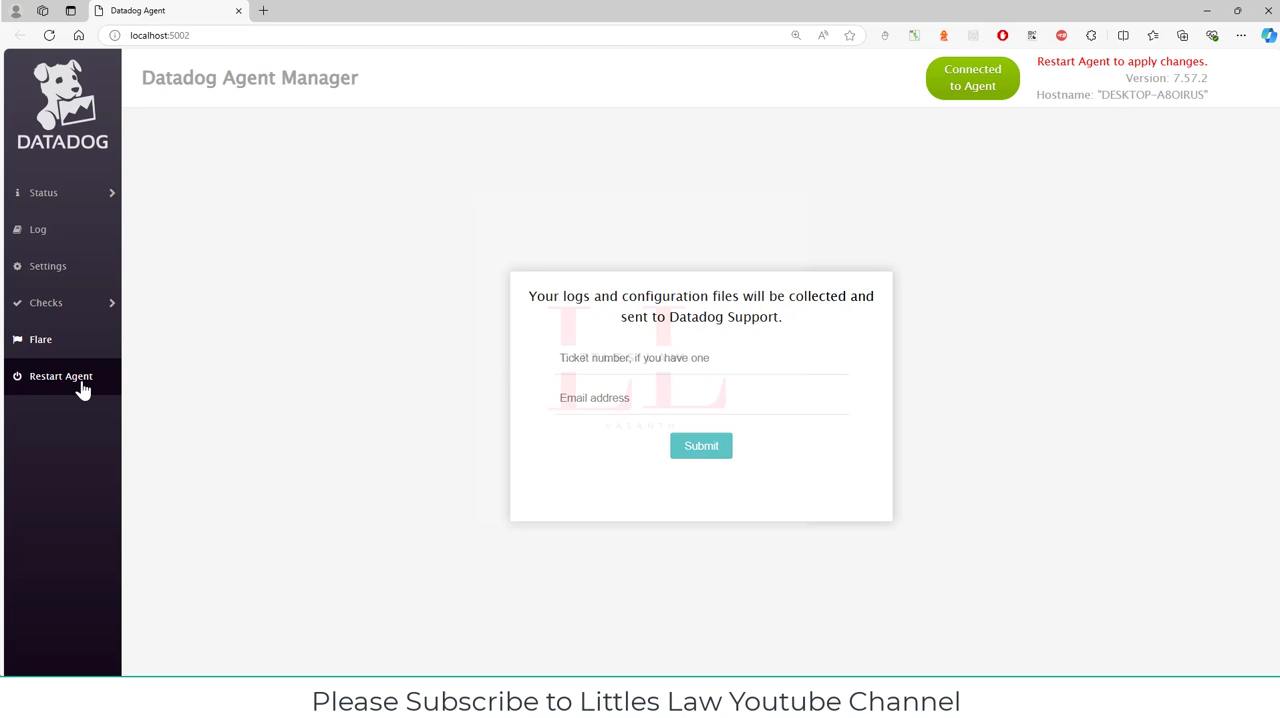 Datadog Agent
localhost:5002
DATADOG
Datadog Agent Manager
Connected
to Agent
Restart Agent to apply changes.
Version: 7.57.2
Hostname: "DESKTOP-A8OIRUS"
Status
Log
Settings
Checks
Flare
Restart Agent
Your logs and configuration files will be collected and
sent to Datadog Support.
Ticket number, if you have one
Email address
VASANTH
Submit
Please Subscribe to Littles Law Youtube Channel